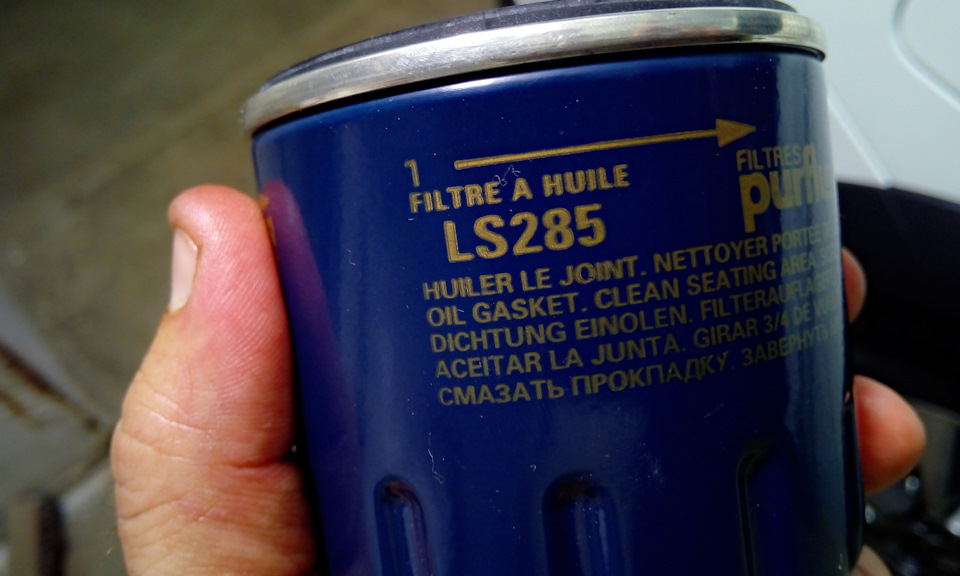 1
FILTRE A HUILE
LS285
FILTRES
HUILER LE JOINT. NETTOYER PORTEE
OIL GASKET. CLEAN SEATING AREA.
DICHTUNG EINOLEN.
ACEITAR LA JUNTA. GIRAR 3/4 DE
СМАЗАТЬ ПРОКПАДКУ. ЗАВЕРНУТЬ